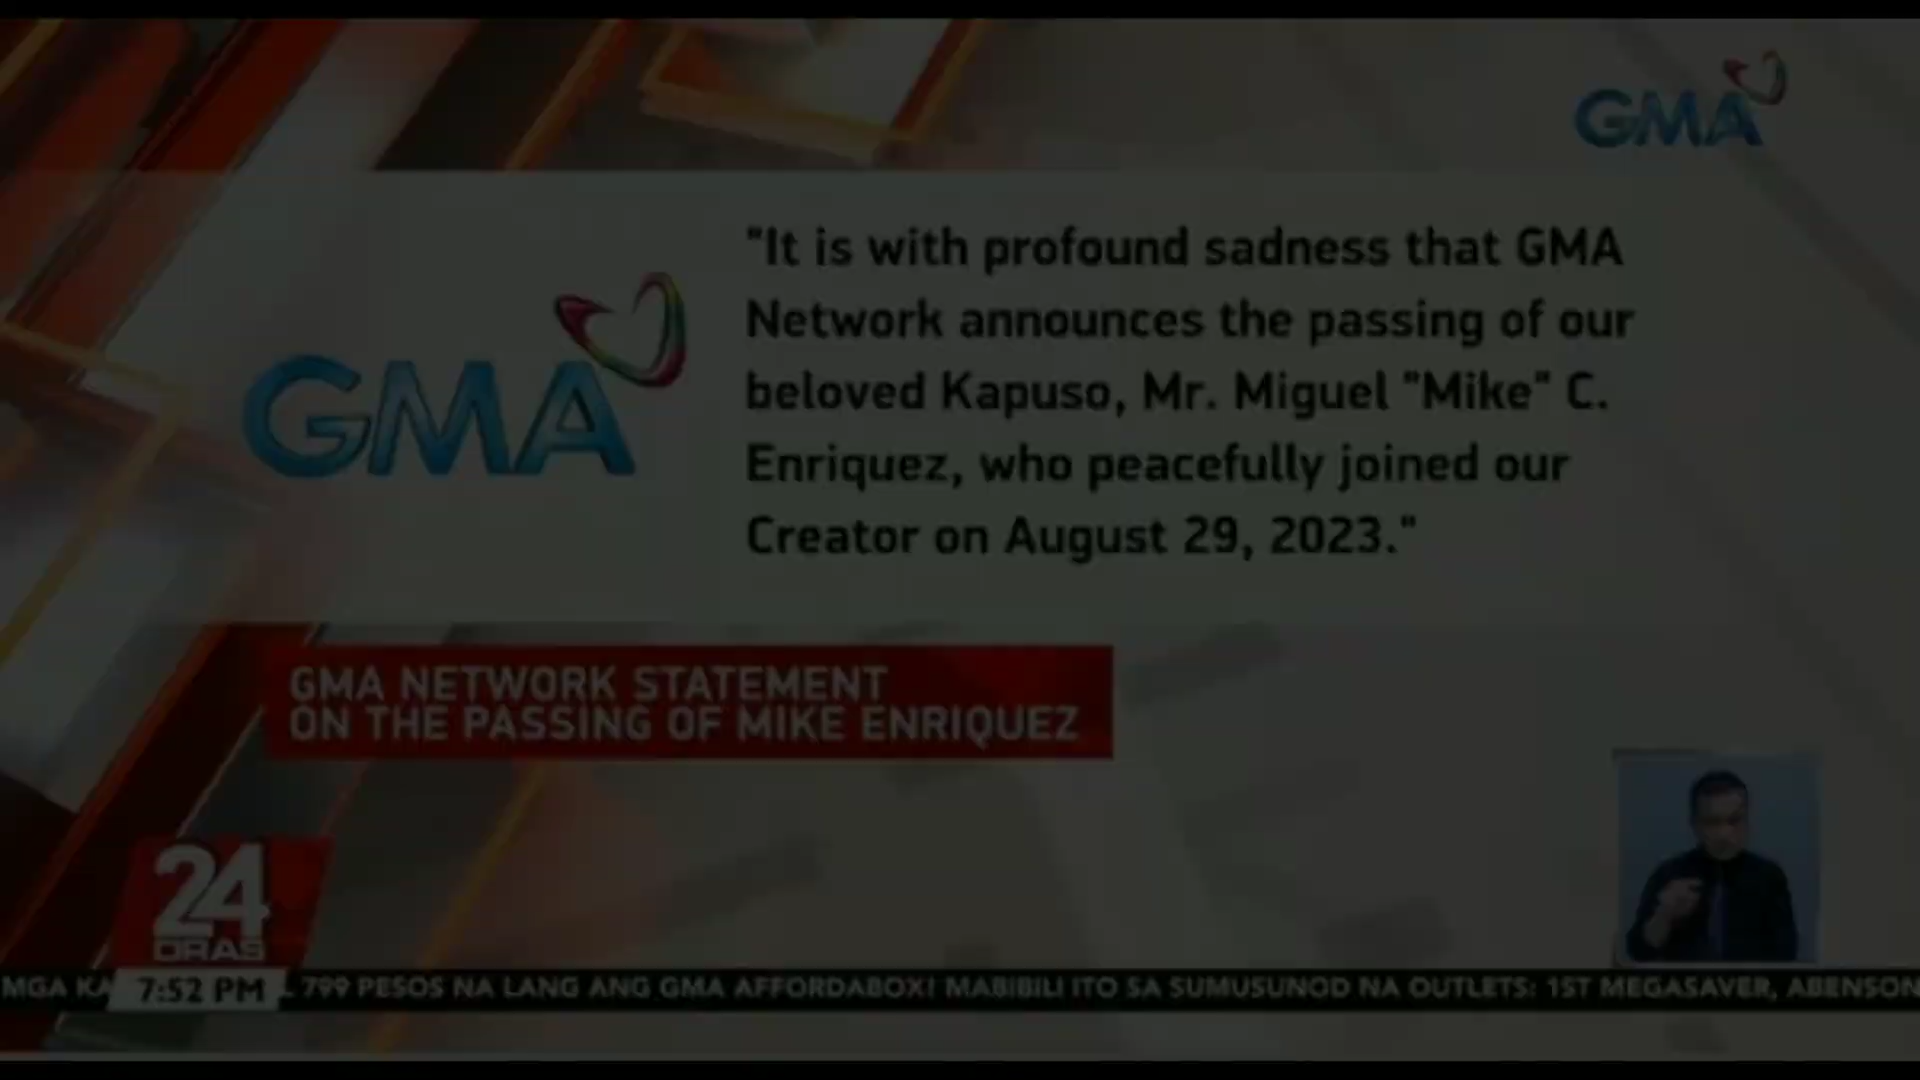 GMA
"It is with profound sadness that GMA
Network announces the passing of our
beloved Kapuso, Mr. Miguel "Mike" C.
Enriquez, who peacefully joined our
Creator on August 29, 2023."
GMA
GMA NETWORK STATEMENT
ON THE PASSING OF MIKE ENRIQUEZ
24
ORAS
7:52 PM
MGA KA
799 PESOS NA LANG ANG GMA AFFORDABOX! MABIBILI ITO SA SUMUSUNOD NA OUTLETS: 1ST MEGASAVER, ABENSON